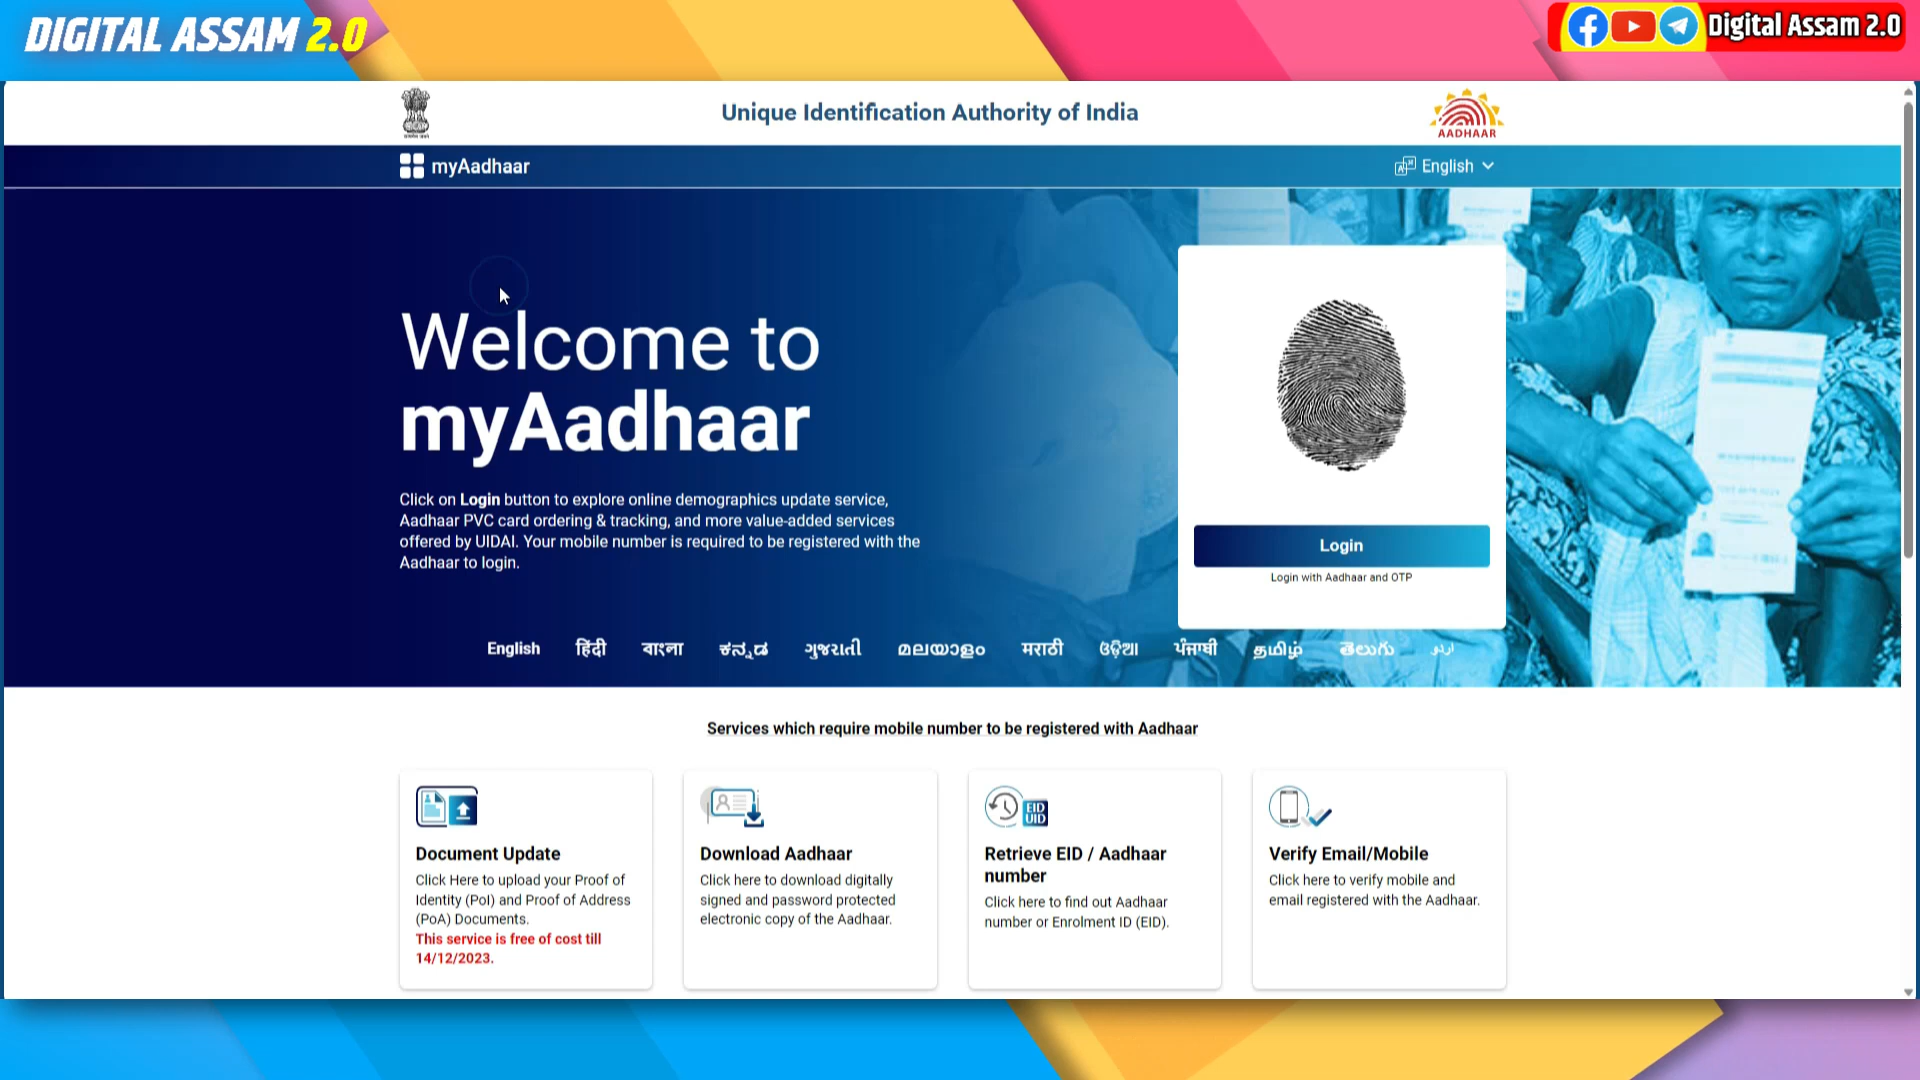 DIGITAL ASSAM 2.0
Digital Assam 2.0
Unique Identification Authority of India
AADHAAR
myAadhaar
English
Welcome to
myAadhaar
Click on Login button to explore online demographics update service,
Aadhaar PVC card ordering & tracking, and more value-added services
offered by UIDAI. Your mobile number is required to be registered with the
Aadhaar to login.
Login
Login with Aadhaar and OTP
English हिंदी বাংলা ಕನ್ನಡ ગુજરાતી മലയാളം मराठी ଓଡ଼ିଆ ਪੰਜਾਬੀ தமிழ் తెలుగు اردو
Services which require mobile number to be registered with Aadhaar
Document Update
Click Here to upload your Proof of
Identity (PoI) and Proof of Address
(PoA) Documents.
This service is free of cost till
14/12/2023.
Download Aadhaar
Click here to download digitally
signed and password protected
electronic copy of the Aadhaar.
EID
UID
Retrieve EID / Aadhaar
number
Click here to find out Aadhaar
number or Enrolment ID (EID).
Verify Email/Mobile
Click here to verify mobile and
email registered with the Aadhaar.